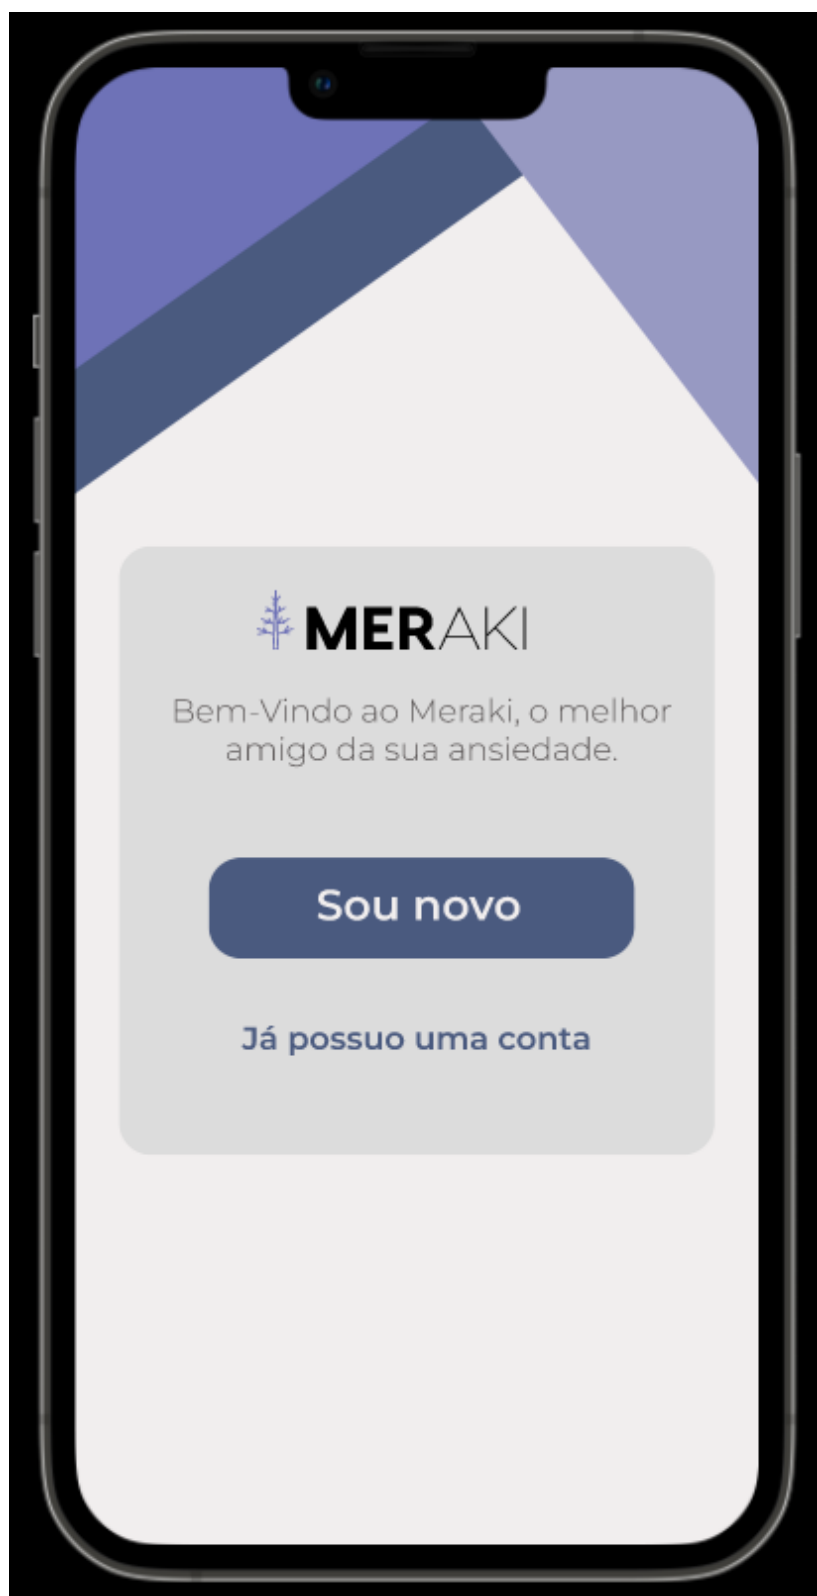 MERAKI
Bem-Vindo ao Meraki, o melhor
amigo da sua ansiedade.
Sou novo
Já possuo uma conta